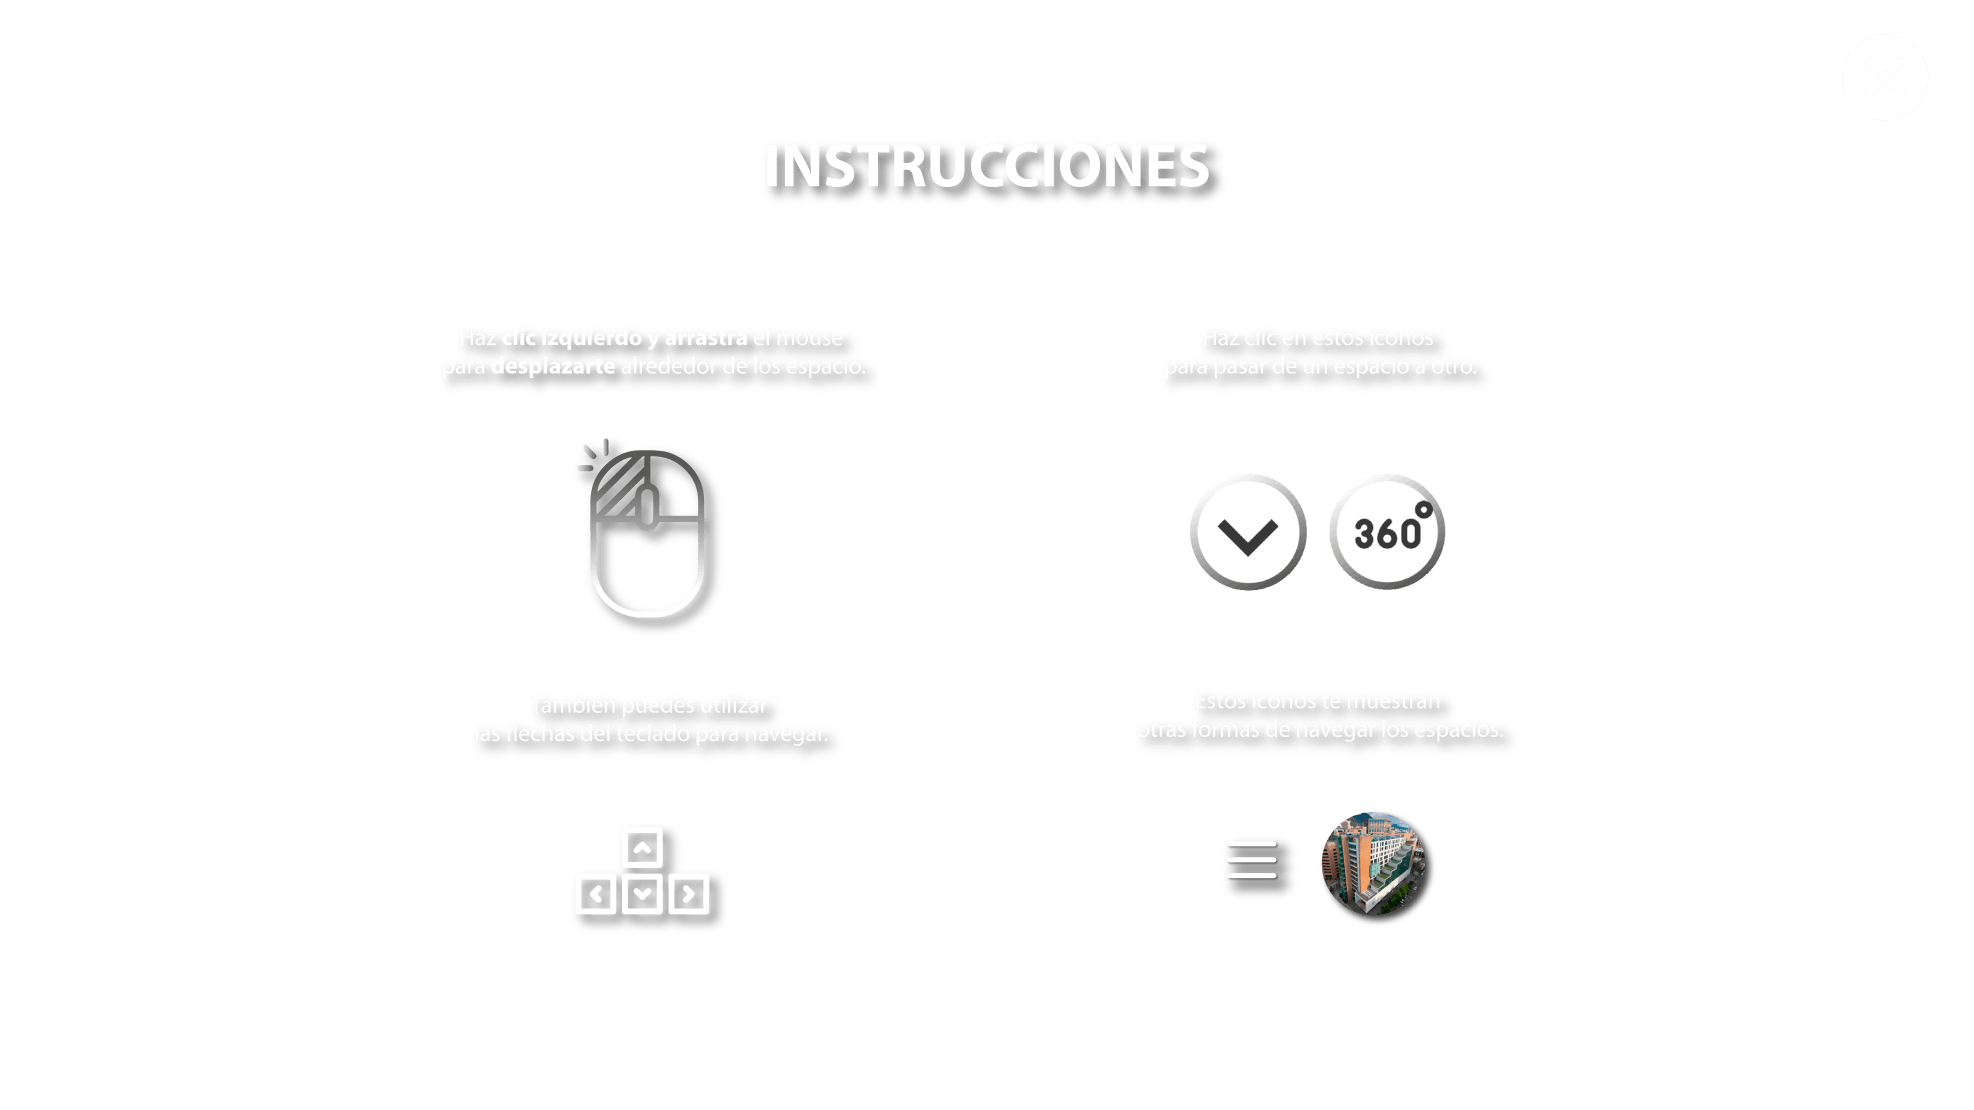 INSTRUCCIONES
Haz clic izquierdo y arrastra el mouse
para desplazarte alrededor de los espacio.
Haz clic en estos iconos
para pasar de un espacio a otro.
360°
También puedes utilizar
las flechas del teclado para navegar.
Estos iconos te muestran
otras formas de navegar los espacios.